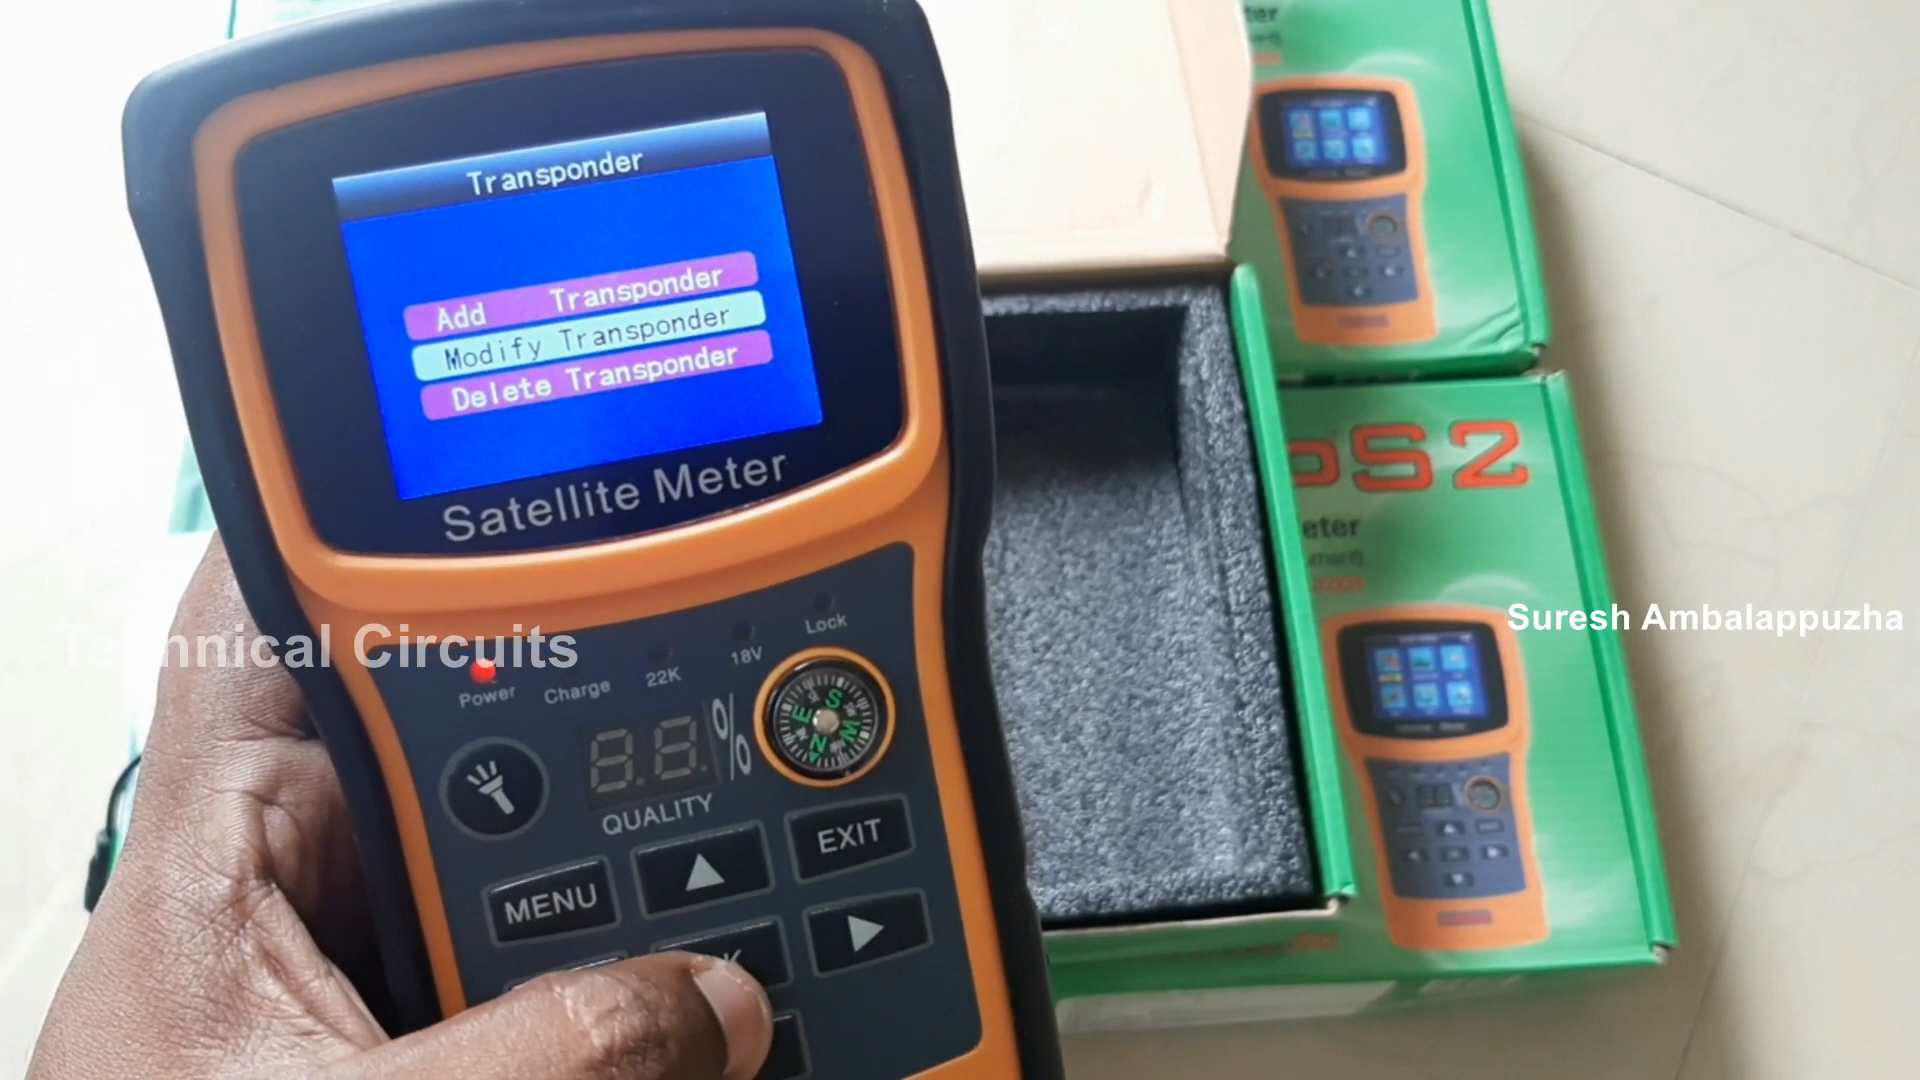 Transponder
Add Transponder
Modify Transponder
Delete Transponder
Satellite Meter
Lock
18V
22K
Charge
Power
%
QUALITY
EXIT
MENU
S
E
N
S2
eter
Technical Circuits
Suresh Ambalappuzha